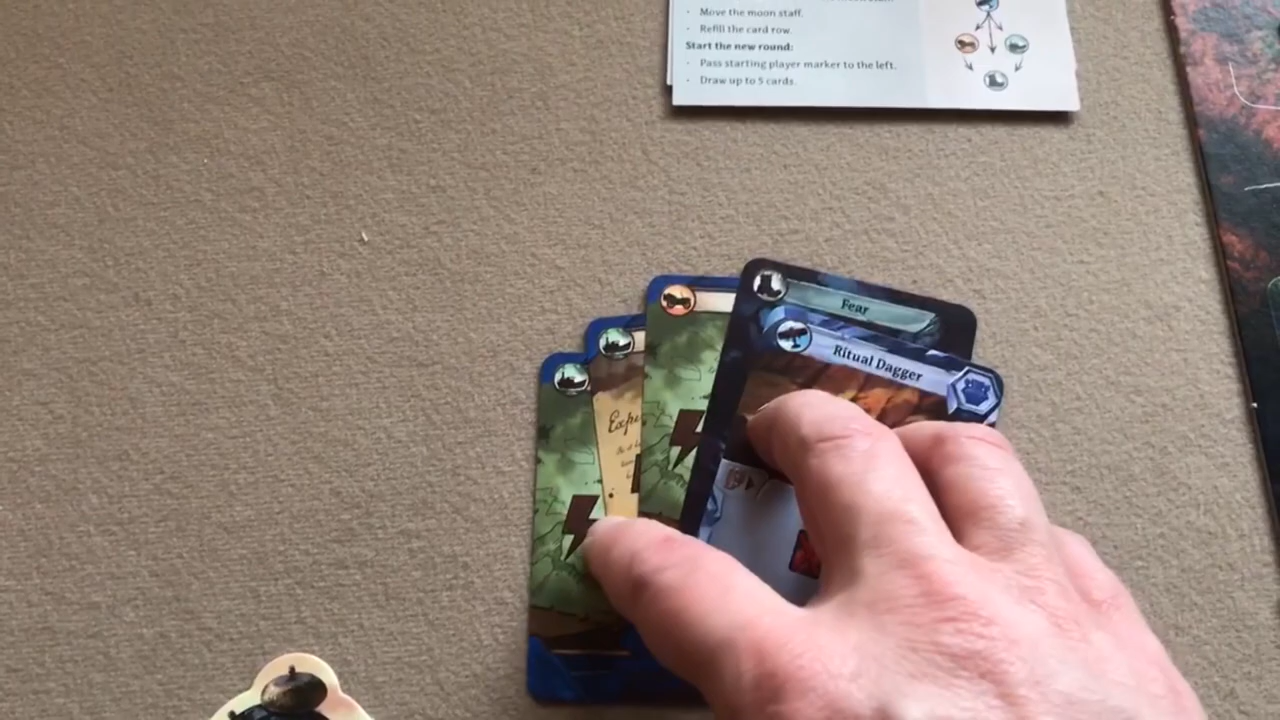 - Move the moon staff.
- Refill the card row.
Start the new round:
- Pass starting player marker to the left.
- Draw up to 5 cards.
Fear
Ritual Dagger